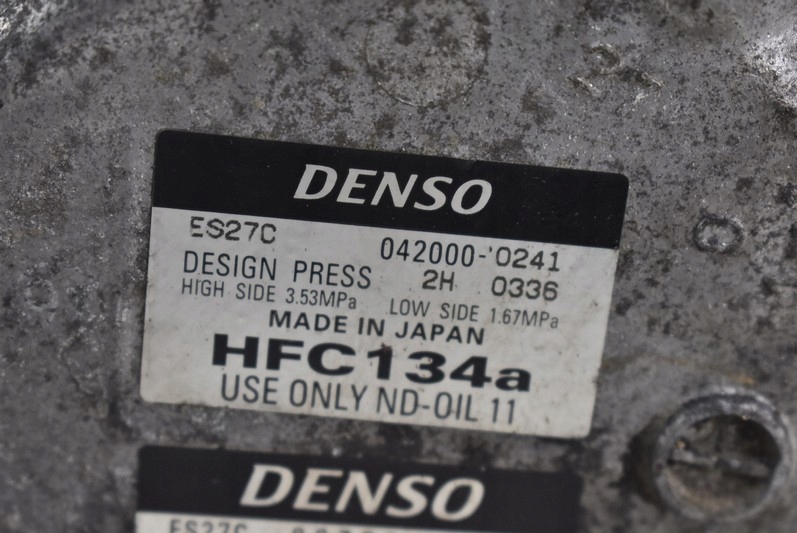 DENSO
ES27C 042000-0241
DESIGN PRESS 2H 0336
HIGH SIDE 3.53MPa LOW SIDE 1.67MPa
MADE IN JAPAN
HFC134a
USE ONLY ND-OIL 11
DENSO
ES27C